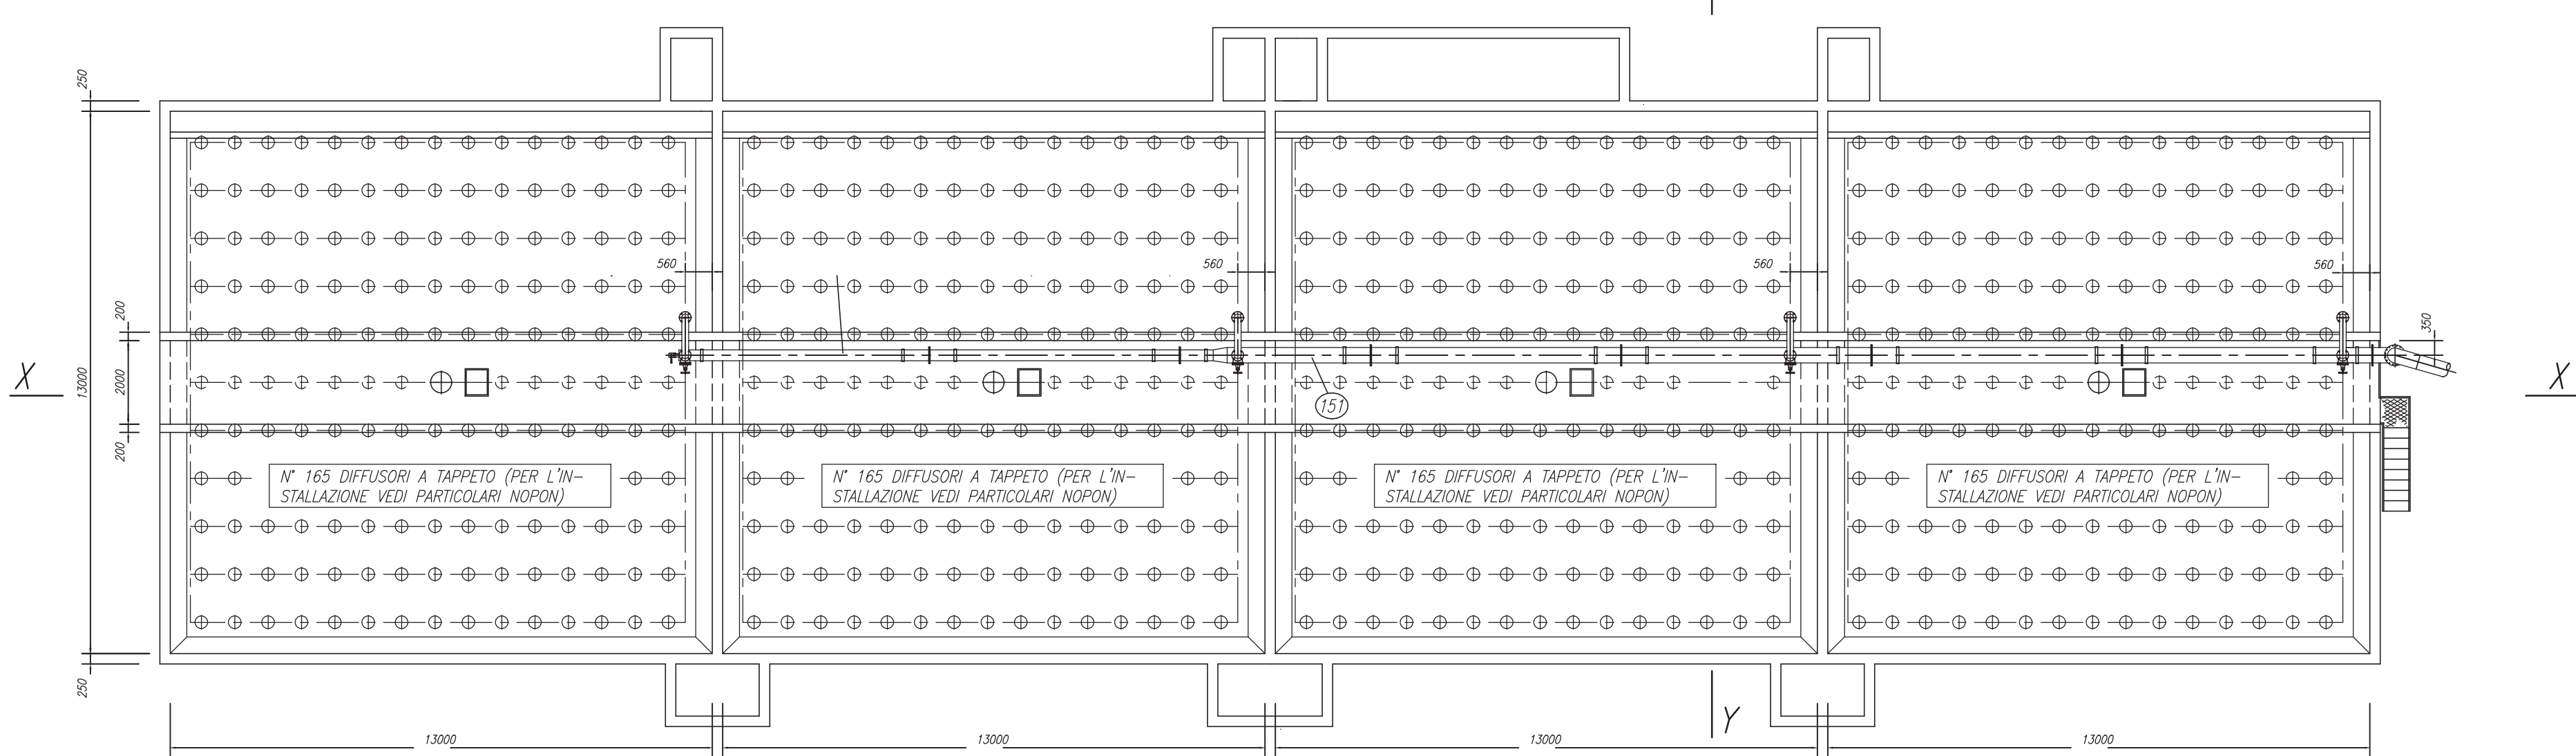 250
560
560
560
560
200
350
X
13000
2000
X
151
200
N° 165 DIFFUSORI A TAPPETO (PER L'IN-
STALLAZIONE VEDI PARTICOLARI NOPON)
N° 165 DIFFUSORI A TAPPETO (PER L'IN-
STALLAZIONE VEDI PARTICOLARI NOPON)
N° 165 DIFFUSORI A TAPPETO (PER L'IN-
STALLAZIONE VEDI PARTICOLARI NOPON)
N° 165 DIFFUSORI A TAPPETO (PER L'IN-
STALLAZIONE VEDI PARTICOLARI NOPON)
250
Y
13000
13000
13000
13000